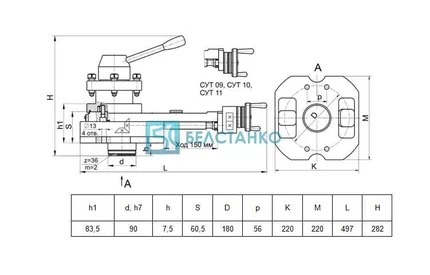 A
H
h1
S
СУТ 09, СУТ 10,
СУТ 11
∅13
4 отв.
БЕЛСТАНКО
h
Ход 150 мм
z=36
m=2
d
L
A
p
D
M
K
h1 d, h7 h S D p K M L H
83,5 90 7,5 60,5 180 56 220 220 497 282